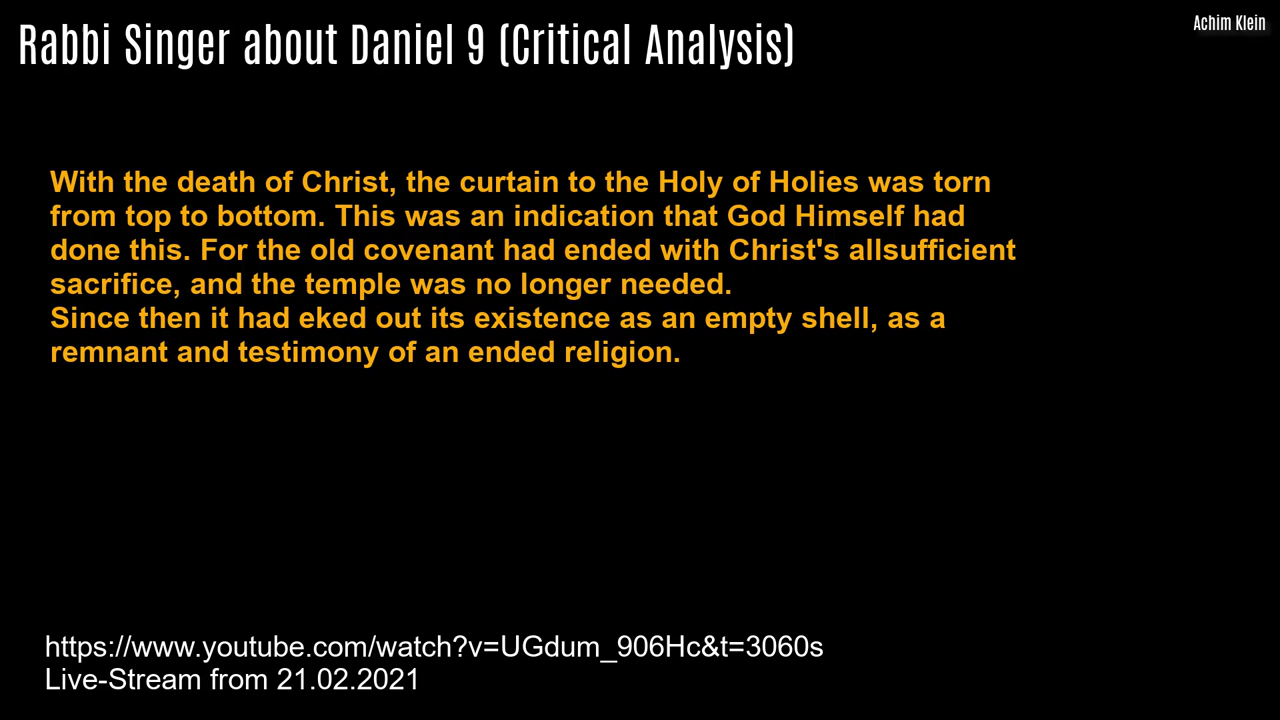 Rabbi Singer about Daniel 9 (Critical Analysis)
Achim Klein
With the death of Christ, the curtain to the Holy of Holies was torn
from top to bottom. This was an indication that God Himself had
done this. For the old covenant had ended with Christ's allsufficient
sacrifice, and the temple was no longer needed.
Since then it had eked out its existence as an empty shell, as a
remnant and testimony of an ended religion.
https://www.youtube.com/watch?v=UGdum_906Hc&t=3060s
Live-Stream from 21.02.2021